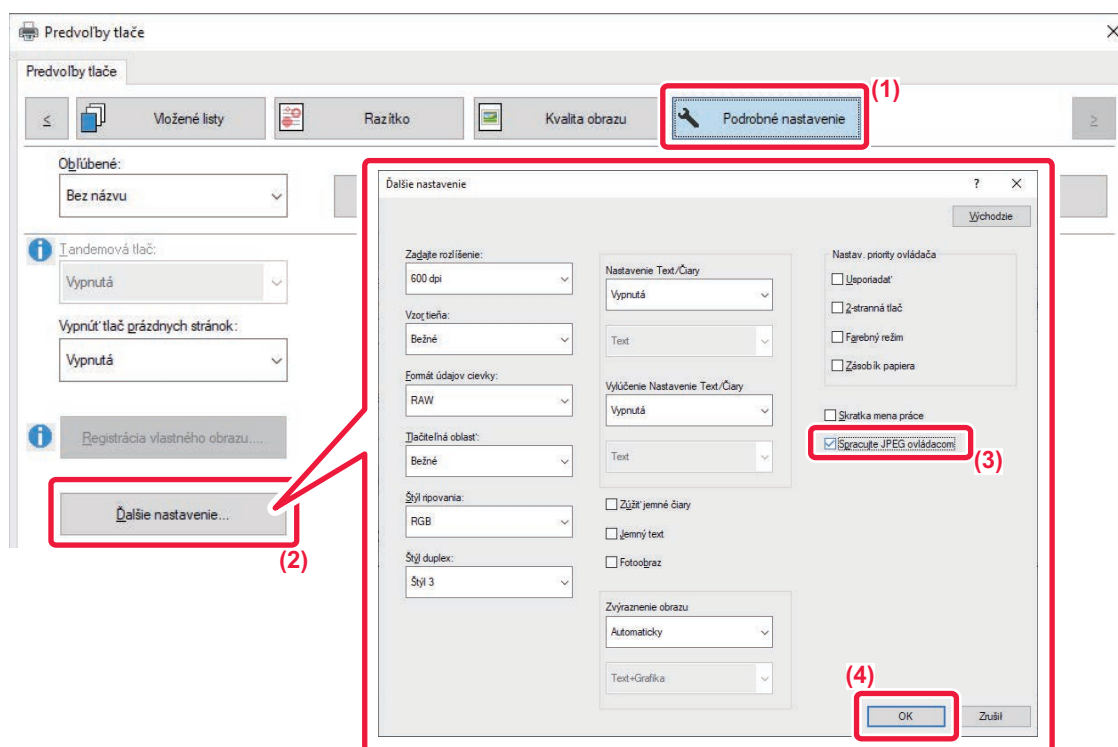 Predvoľby tlače
Predvoľby tlače
(1)
<
Vložené listy
Razítko
Kvalita obrazu
Podrobné nastavenie
>
Obľúbené:
Bez názvu
Tandemová tlač:
Vypnutá
Vypnúť tlač prázdnych stránok:
Vypnutá
Registrácia vlastného obrazu....
Ďalšie nastavenie...
(2)
Ďalšie nastavenie
?
Východzie
Zadajte rozlíšenie:
600 dpi
Vzor tieňa:
Bežné
Formát údajov cievky:
RAW
Tlačiteľná oblasť:
Bežné
Štýl ripovania:
RGB
Štýl duplex:
Štýl 3
Nastavenie Text/Čiary
Vypnutá
Text
Vylúčenie Nastavenie Text/Čiary
Vypnutá
Text
Zúžiť jemné čiary
Jemný text
Fotoobraz
Zvýraznenie obrazu
Automaticky
Text+Grafika
Nastav. priority ovládača
Usporiadať
2-stranná tlač
Farebný režim
Zásobík papiera
Skratka mena práce
Spracujte JPEG ovládacom
(3)
(4)
OK
Zrušiť